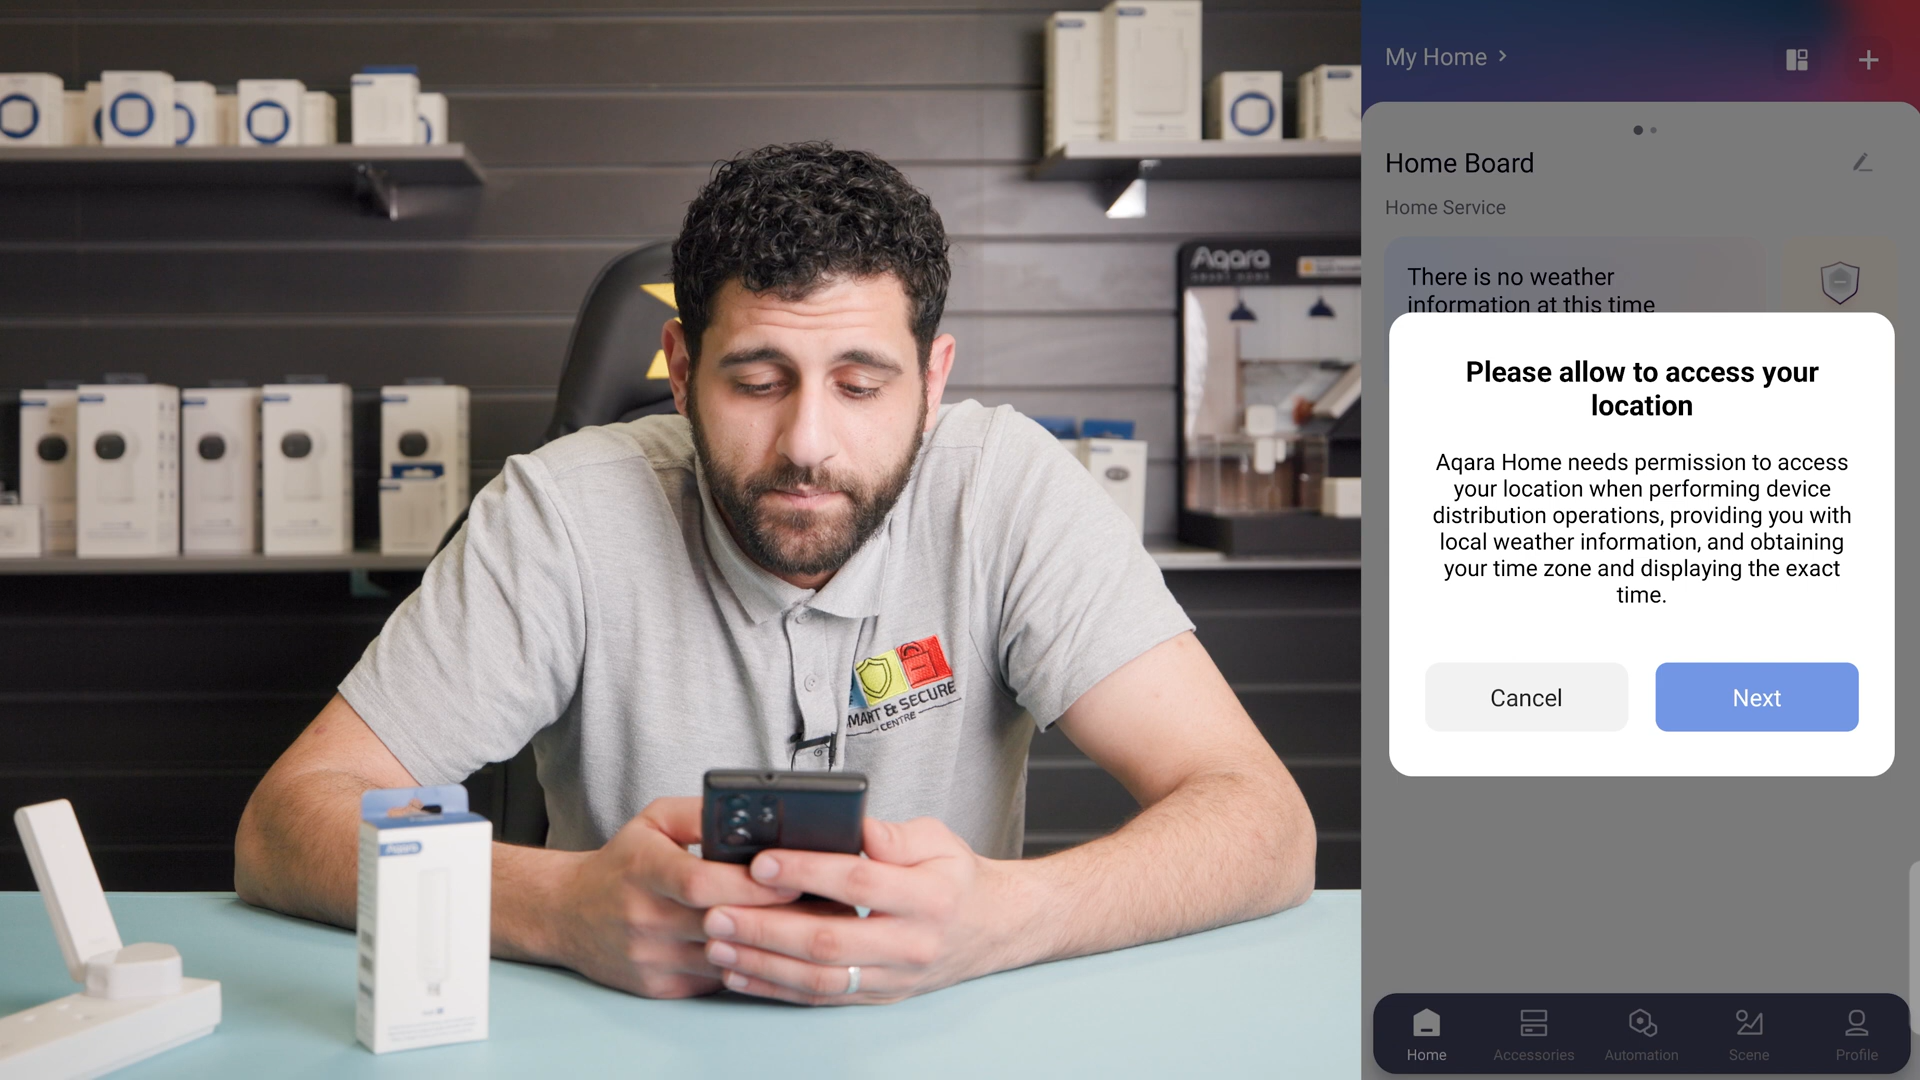 Aqara
SMART HOME
MART & SECURE
CENTRE
Aqara
My Home
Home Board
Home Service
There is no weather
information at this time
Please allow to access your
location
Aqara Home needs permission to access
your location when performing device
distribution operations, providing you with
local weather information, and obtaining
your time zone and displaying the exact
time.
Cancel
Next
Home
Accessories
Automation
Scene
Profile